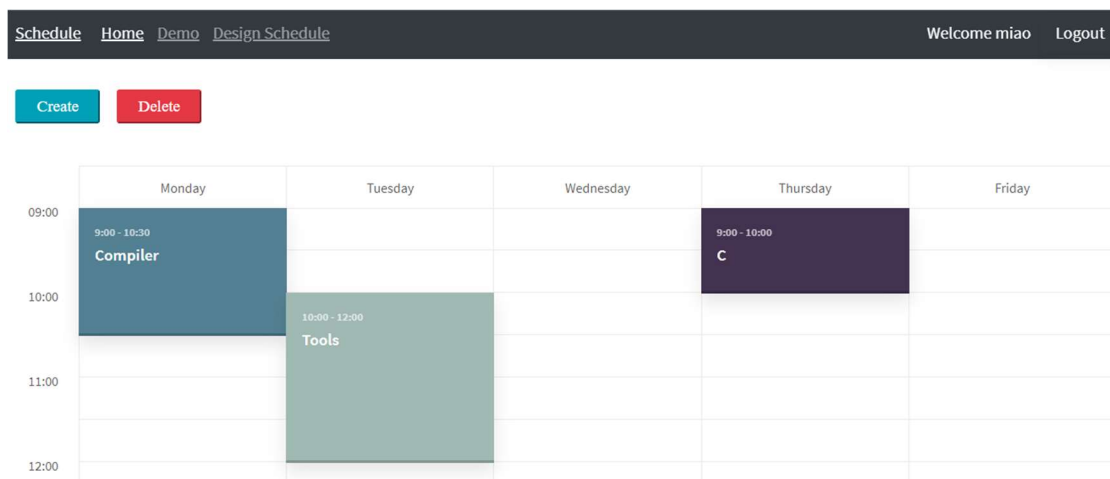 Schedule Home Demo Design Schedule Welcome miao Logout
Create Delete
Monday Tuesday Wednesday Thursday Friday
09:00
9:00 - 10:30
Compiler
9:00 - 10:00
C
10:00
10:00 - 12:00
Tools
11:00
12:00